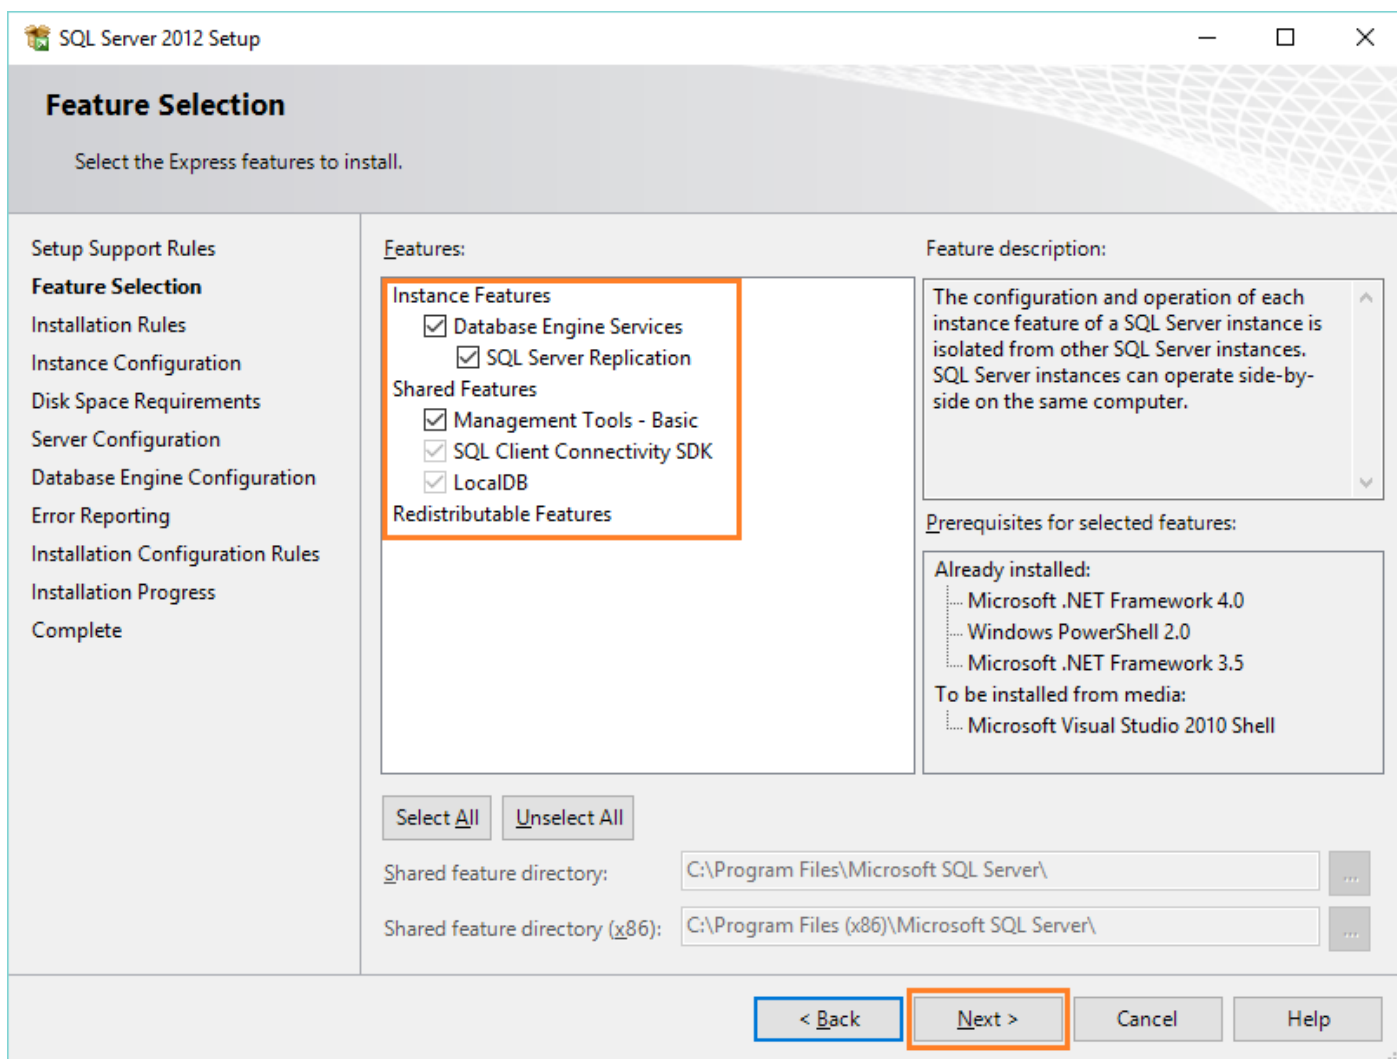 SQL Server 2012 Setup
Feature Selection
Select the Express features to install.
Setup Support Rules
Feature Selection
Installation Rules
Instance Configuration
Disk Space Requirements
Server Configuration
Database Engine Configuration
Error Reporting
Installation Configuration Rules
Installation Progress
Complete
Features:
Instance Features
Database Engine Services
SQL Server Replication
Shared Features
Management Tools - Basic
SQL Client Connectivity SDK
LocalDB
Redistributable Features
Feature description:
The configuration and operation of each
instance feature of a SQL Server instance is
isolated from other SQL Server instances.
SQL Server instances can operate side-by-
side on the same computer.
Prerequisites for selected features:
Already installed:
Microsoft .NET Framework 4.0
Windows PowerShell 2.0
Microsoft .NET Framework 3.5
To be installed from media:
Microsoft Visual Studio 2010 Shell
Select All
Unselect All
Shared feature directory:
C:\Program Files\Microsoft SQL Server\
...
Shared feature directory (x86):
C:\Program Files (x86)\Microsoft SQL Server\
...
< Back
Next >
Cancel
Help